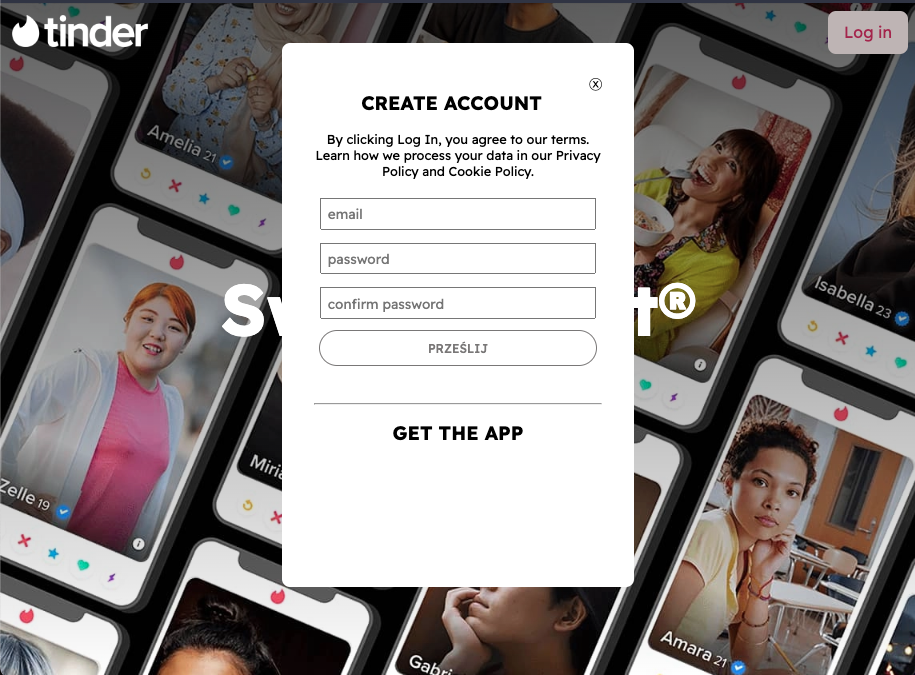 tinder
Log in
ⓧ
CREATE ACCOUNT
By clicking Log In, you agree to our terms.
Learn how we process your data in our Privacy
Policy and Cookie Policy.
email
password
confirm password
PRZEŚLIJ
GET THE APP
Sw
t®
Amelia 21
Isabella 23
Zelle 19
Miria
Gabri
Amara 21